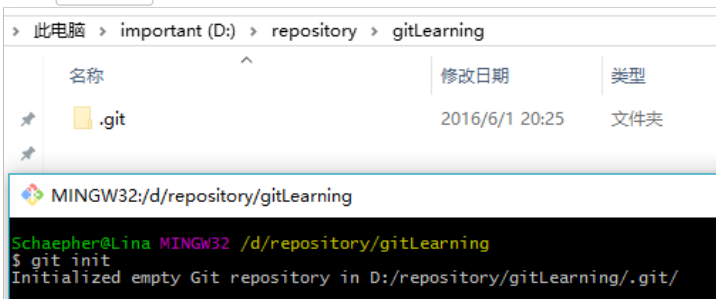 > 此电脑 > important (D:) > repository > gitLearning
名称 修改日期 类型
.git 2016/6/1 20:25 文件夹
MINGW32:/d/repository/gitLearning
Schaepher@Lina MINGW32 /d/repository/gitLearning
$ git init
Initialized empty Git repository in D:/repository/gitLearning/.git/